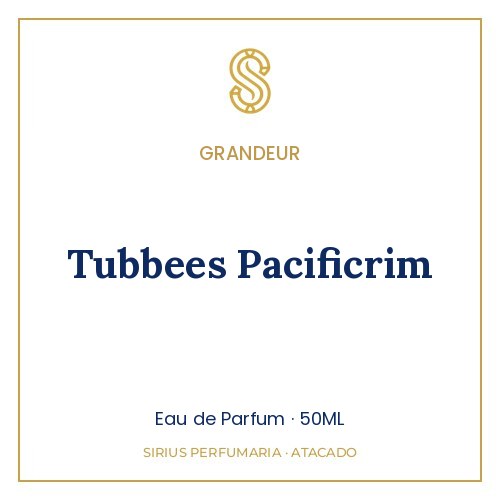 GRANDEUR
Tubbees Pacificrim
Eau de Parfum · 50ML
SIRIUS PERFUMARIA · ATACADO